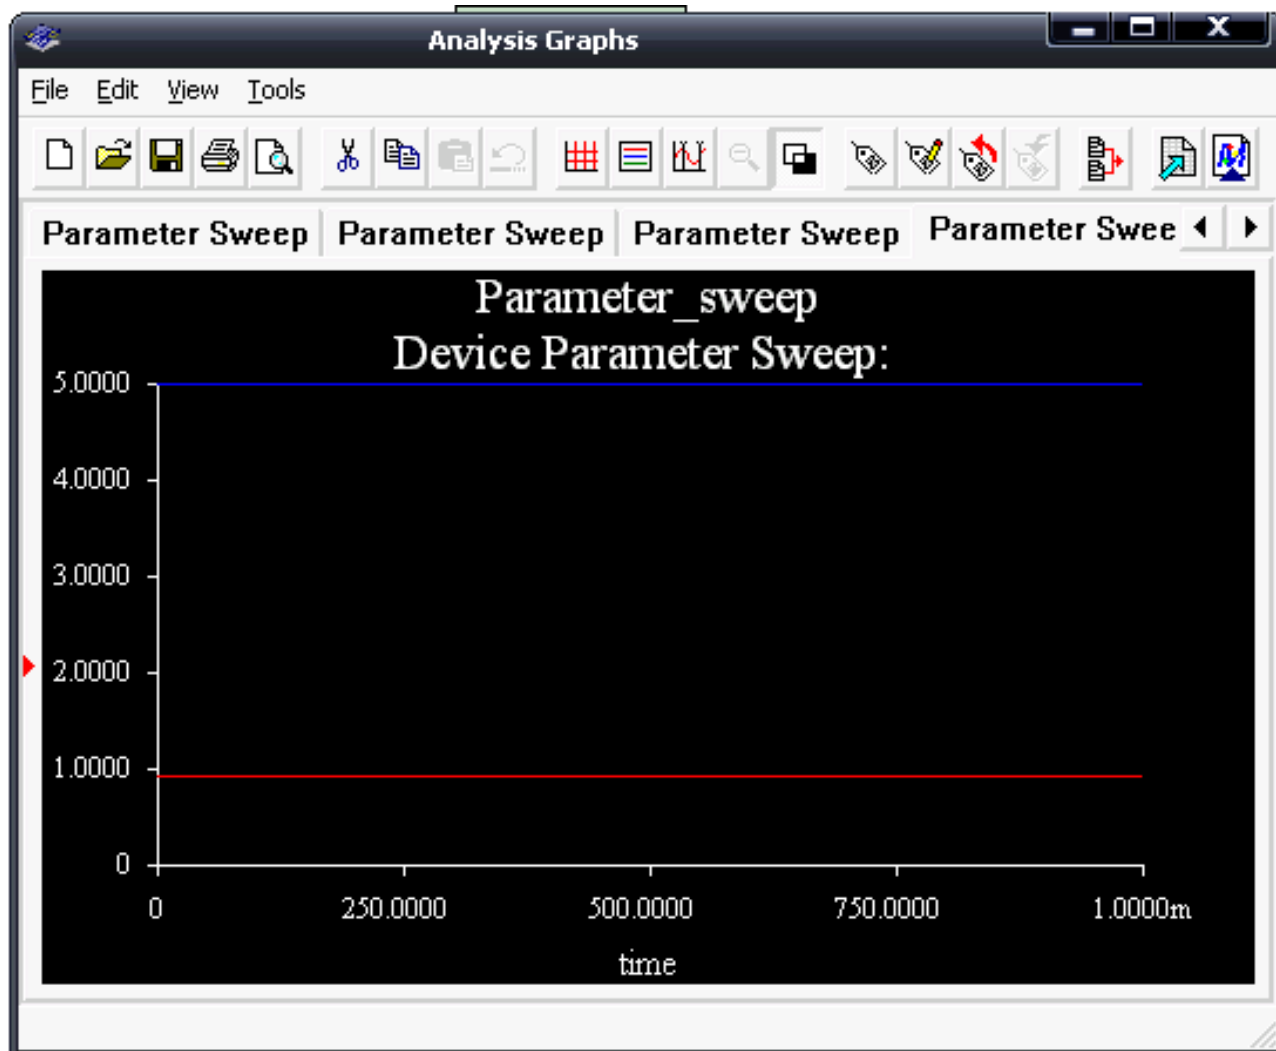 Analysis Graphs
File Edit View Tools
Parameter Sweep Parameter Sweep Parameter Sweep Parameter Swee
Parameter_sweep
Device Parameter Sweep:
5.0000
4.0000
3.0000
2.0000
1.0000
0
0 250.0000 500.0000 750.0000 1.0000m
time